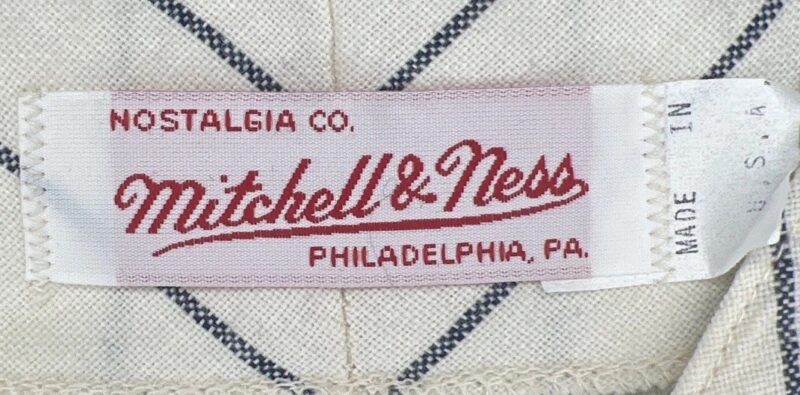 NOSTALGIA CO.
Mitchell & Ness
PHILADELPHIA, PA.
MADE IN
U.S.A